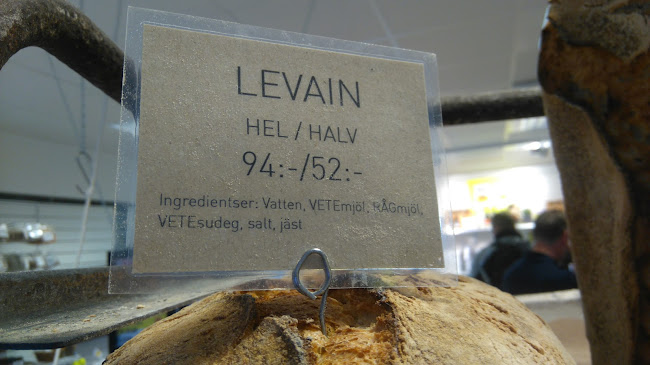 LEVAIN
HEL / HALV
94:-/52:-
Ingredientser: Vatten, VETEmjöl, RÅGmjöl,
VETEsudeg, salt, jäst